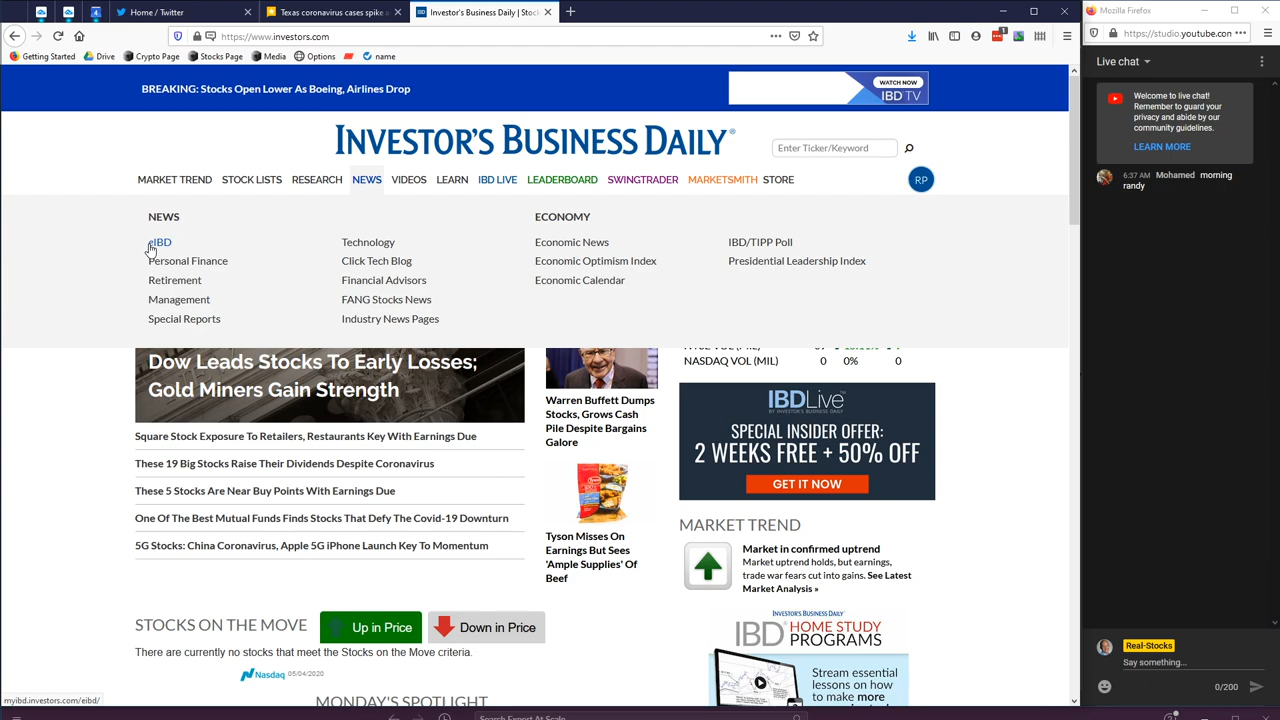 Home / Twitter
Texas coronavirus cases spike a
Investor's Business Daily | Stoc
Mozilla Firefox
https://www.investors.com
https://studio.youtube.con
Getting Started
Drive
Crypto Page
Stocks Page
Media
Options
name
BREAKING: Stocks Open Lower As Boeing, Airlines Drop
WATCH NOW
IBD TV
INVESTOR'S BUSINESS DAILY®
Enter Ticker/Keyword
MARKET TREND
STOCK LISTS
RESEARCH
NEWS
VIDEOS
LEARN
IBD LIVE
LEADERBOARD
SWINGTRADER
MARKETSMITH
STORE
RP
NEWS
eIBD
Personal Finance
Retirement
Management
Special Reports
Technology
Click Tech Blog
Financial Advisors
FANG Stocks News
Industry News Pages
ECONOMY
Economic News
Economic Optimism Index
Economic Calendar
IBD/TIPP Poll
Presidential Leadership Index
Dow Leads Stocks To Early Losses;
Gold Miners Gain Strength
Square Stock Exposure To Retailers, Restaurants Key With Earnings Due
These 19 Big Stocks Raise Their Dividends Despite Coronavirus
These 5 Stocks Are Near Buy Points With Earnings Due
One Of The Best Mutual Funds Finds Stocks That Defy The Covid-19 Downturn
5G Stocks: China Coronavirus, Apple 5G iPhone Launch Key To Momentum
Warren Buffett Dumps
Stocks, Grows Cash
Pile Despite Bargains
Galore
Tyson Misses On
Earnings But Sees
'Ample Supplies' Of
Beef
NASDAQ VOL (MIL) 0 0% 0
IBDLIVE
BY INVESTOR'S BUSINESS DAILY
SPECIAL INSIDER OFFER:
2 WEEKS FREE + 50% OFF
GET IT NOW
MARKET TREND
Market in confirmed uptrend
Market uptrend holds, but earnings,
trade war fears cut into gains. See Latest
Market Analysis »
INVESTOR'S BUSINESS DAILY
IBD HOME STUDY
PROGRAMS
Stream essential
lessons on how
to make more
STOCKS ON THE MOVE
Up in Price
Down in Price
There are currently no stocks that meet the Stocks on the Move criteria.
Nasdaq 05/04/2020
MONDAY'S SPOTLIGHT
myibd.investors.com/eibd/
Live chat
Welcome to live chat!
Remember to guard your
privacy and abide by our
community guidelines.
LEARN MORE
6:37 AM Mohamed morning
randy
Real-Stocks
Say something...
0/200